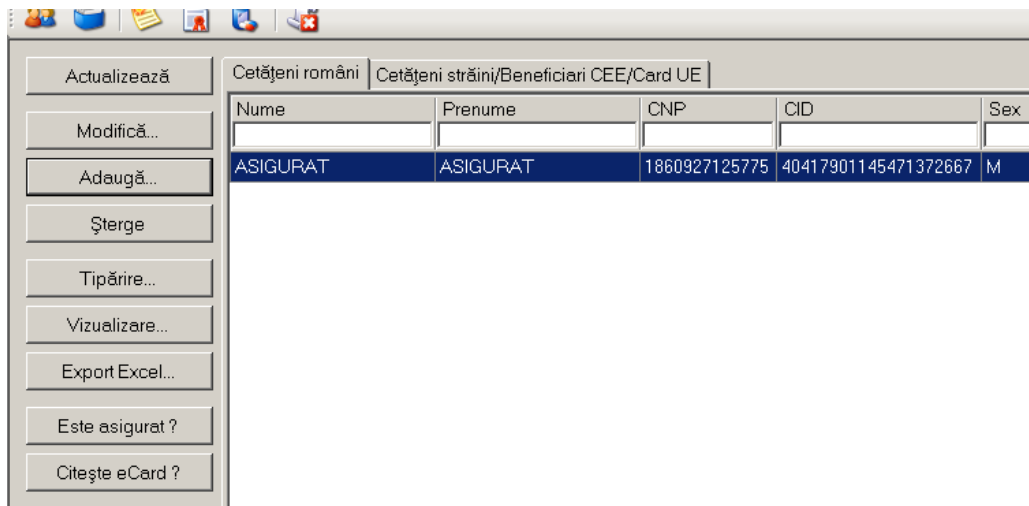 Actualizează
Modifică...
Adaugă...
Şterge
Tipărire...
Vizualizare...
Export Excel...
Este asigurat ?
Citeşte eCard ?
Cetăţeni români
Cetăţeni străini/Beneficiari CEE/Card UE
Nume Prenume CNP CID Sex
ASIGURAT ASIGURAT 1860927125775 40417901145471372667 M